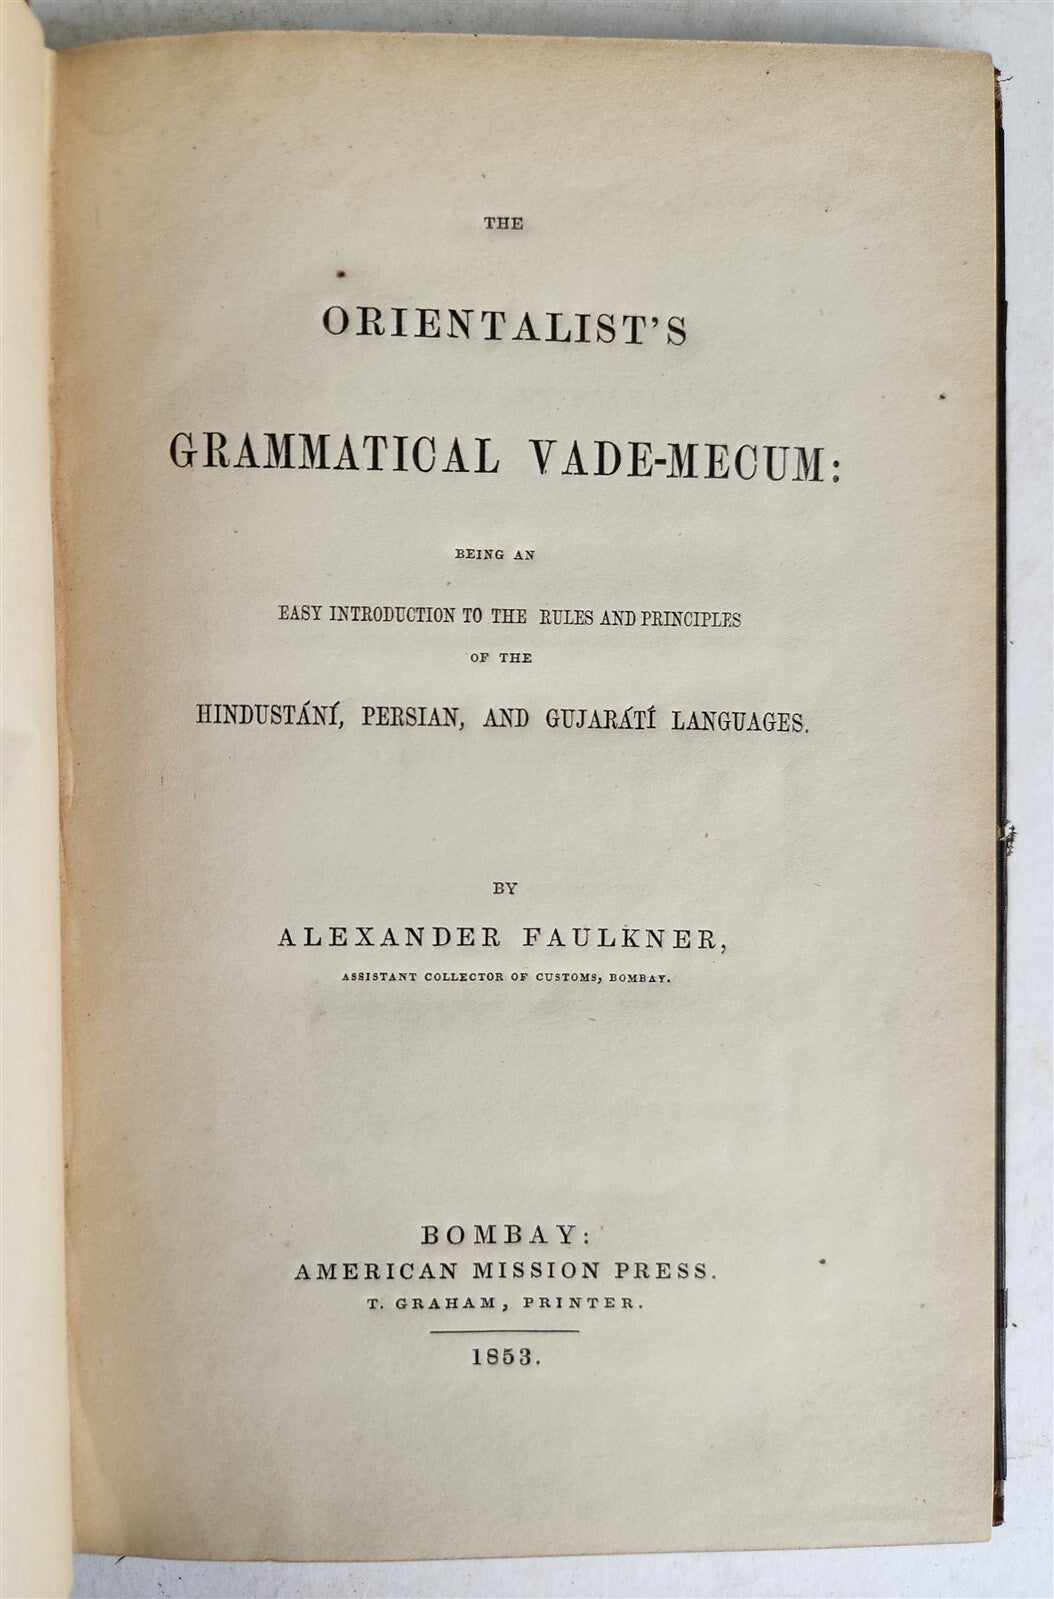 THE
ORIENTALIST'S
GRAMMATICAL VADE-MECUM:
BEING AN
EASY INTRODUCTION TO THE RULES AND PRINCIPLES
OF THE
HINDUSTÁNÍ, PERSIAN, AND GUJARÁTÍ LANGUAGES.
BY
ALEXANDER FAULKNER,
ASSISTANT COLLECTOR OF CUSTOMS, BOMBAY.
BOMBAY:
AMERICAN MISSION PRESS.
T. GRAHAM, PRINTER.
1853.